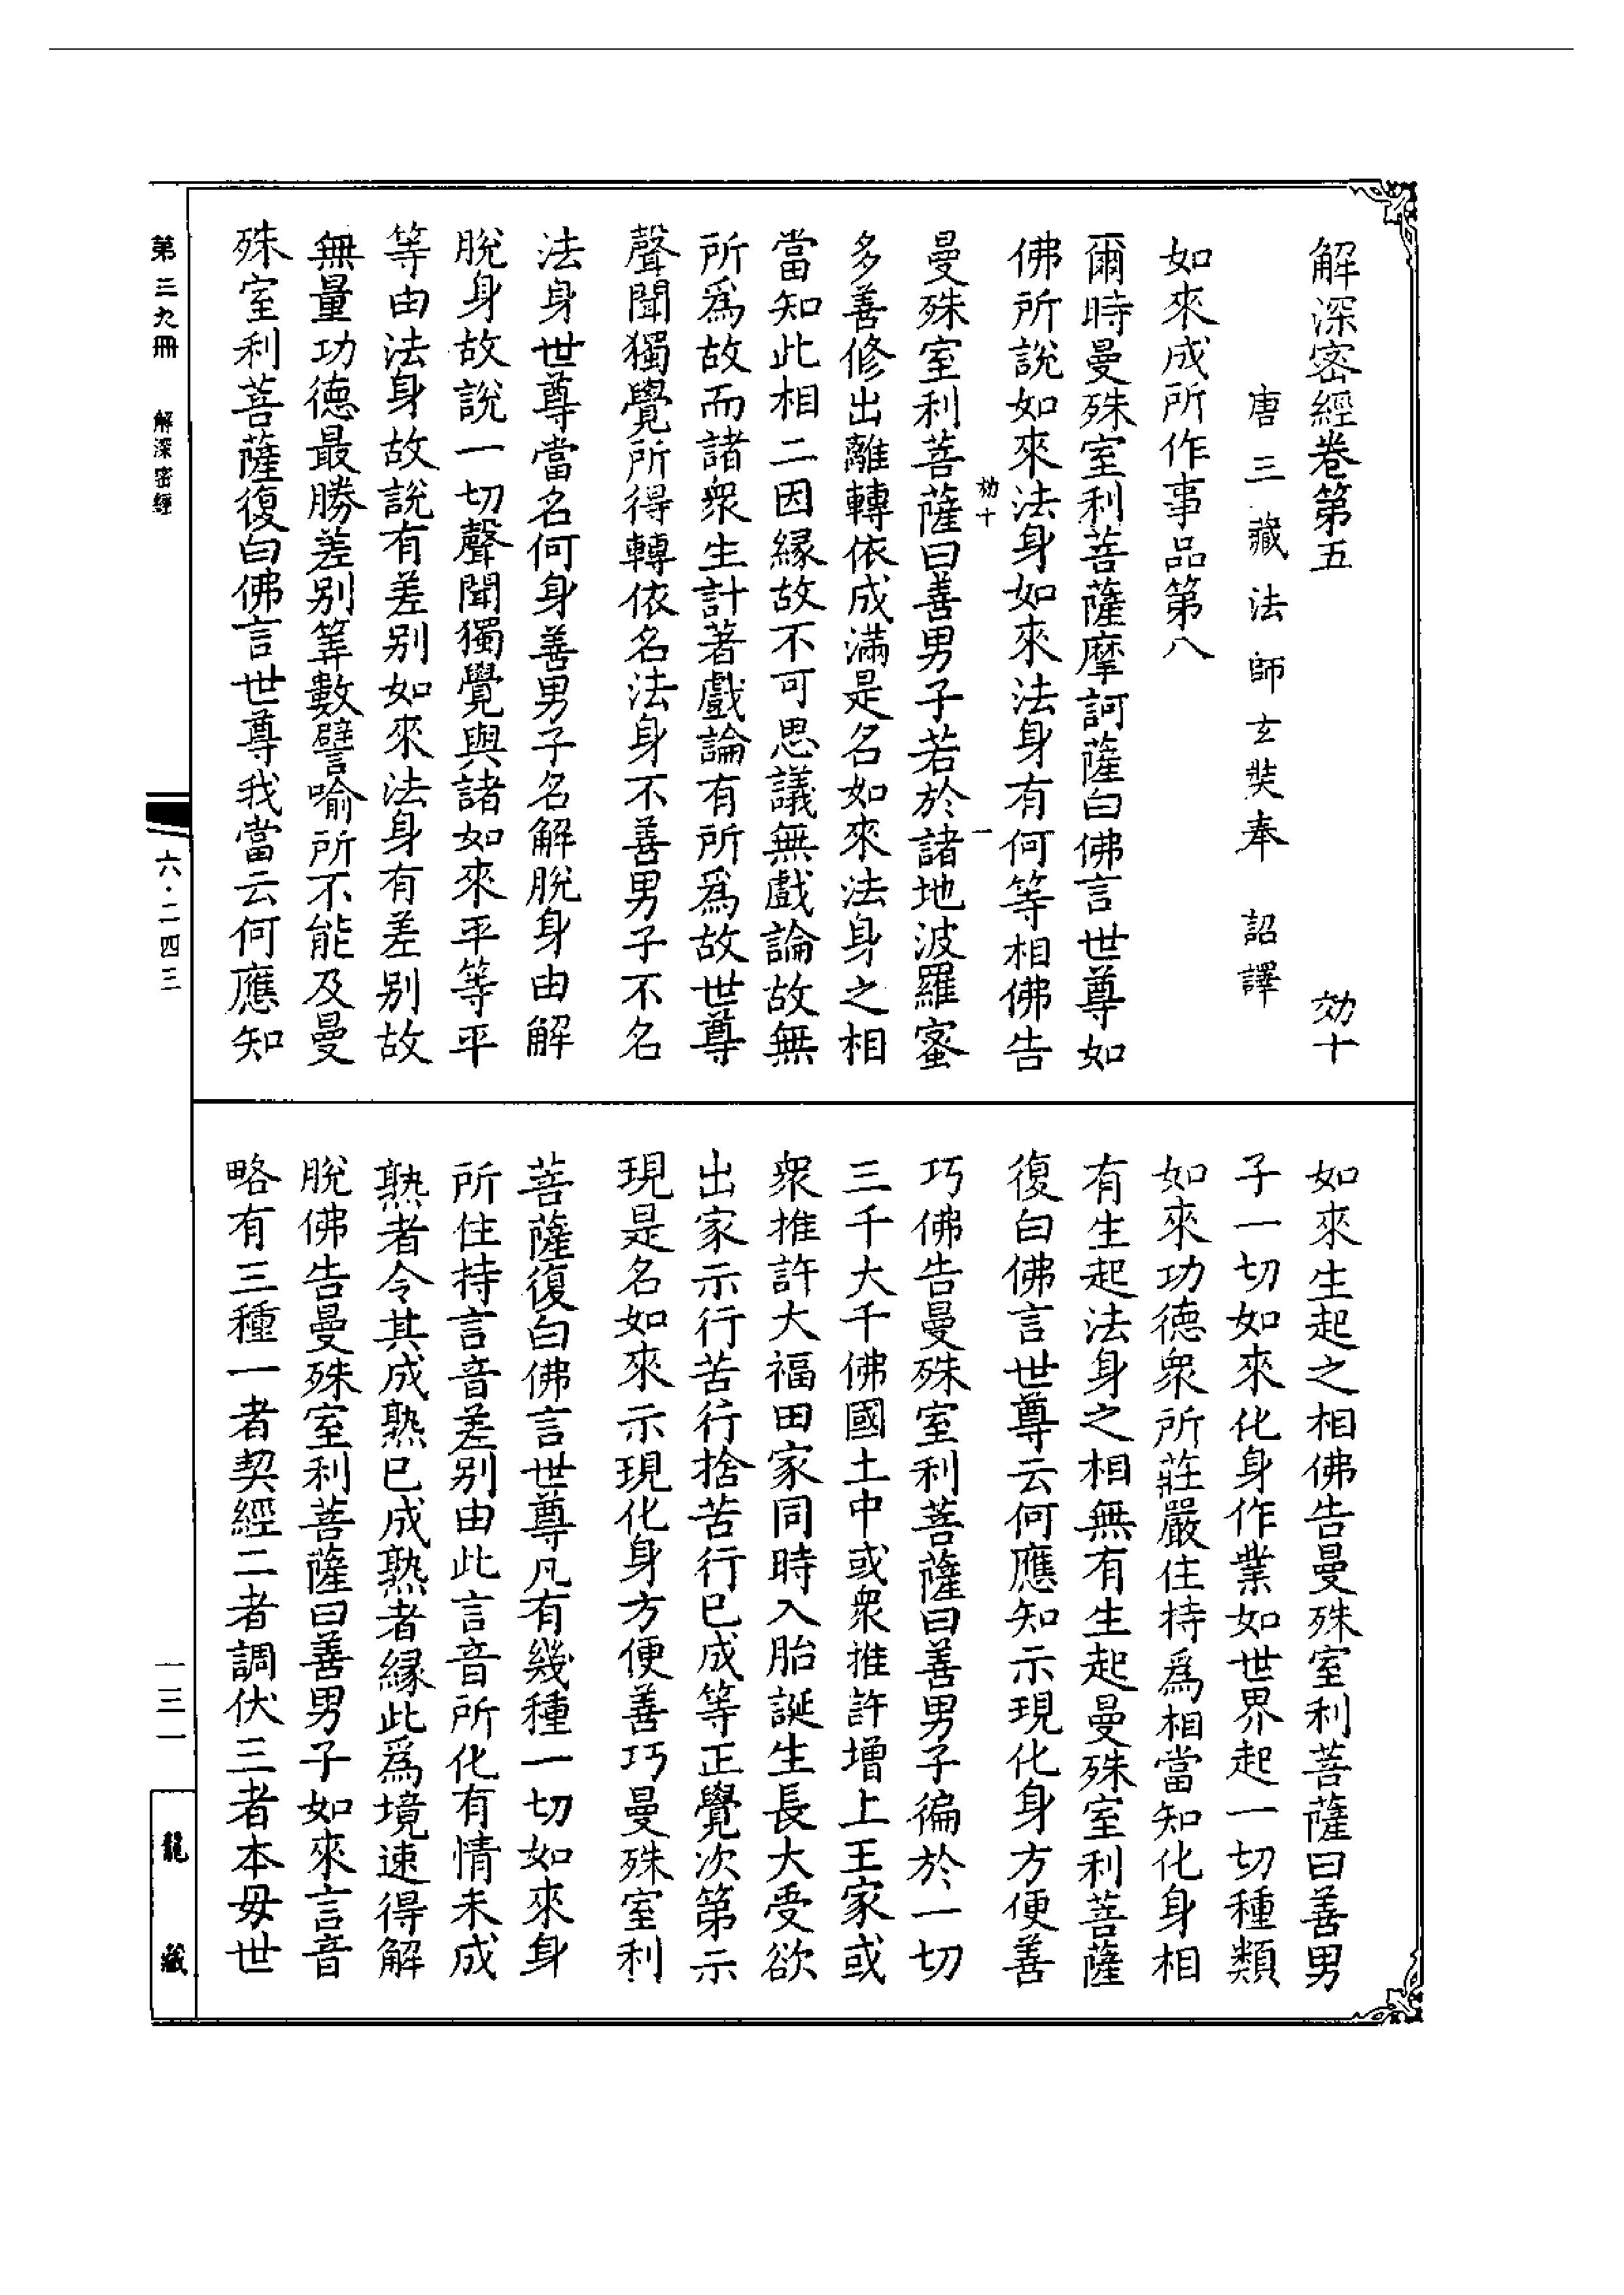 解深密經卷第五　効十
唐三藏法師玄奘奉　詔譯
如來成所作事品第八
爾時曼殊室利菩薩摩訶薩白佛言世尊如
佛所說如來法身如來法身有何等相佛告
効十　一
曼殊室利菩薩曰善男子若於諸地波羅蜜
多善修出離轉依成滿是名如來法身之相
當知此相二因緣故不可思議無戲論故無
所爲故而諸衆生計著戲論有所爲故世尊
聲聞獨覺所得轉依名法身不善男子不名
法身世尊當名何身善男子名解脫身由解
脫身故說一切聲聞獨覺與諸如來平等平
等由法身故說有差别如來法身有差别故
無量功德最勝差别筭數譬喻所不能及曼
殊室利菩薩復白佛言世尊我當云何應知
如來生起之相佛告曼殊室利菩薩曰善男
子一切如來化身作業如世界起一切種類
如來功德衆所莊嚴住持爲相當知化身相
有生起法身之相無有生起曼殊室利菩薩
復白佛言世尊云何應知示現化身方便善
巧佛告曼殊室利菩薩曰善男子徧於一切
三千大千佛國土中或衆推許增上王家或
衆推許大福田家同時入胎誕生長大受欲
出家示行苦行捨苦行已成等正覺次第示
現是名如來示現化身方便善巧曼殊室利
菩薩復白佛言世尊凡有幾種一切如來身
所住持言音差别由此言音所化有情未成
熟者令其成熟已成熟者緣此爲境速得解
脫佛告曼殊室利菩薩曰善男子如來言音
略有三種一者契經二者調伏三者本毋世
第三九冊　解深密經
六·二四三
一三一
龍藏